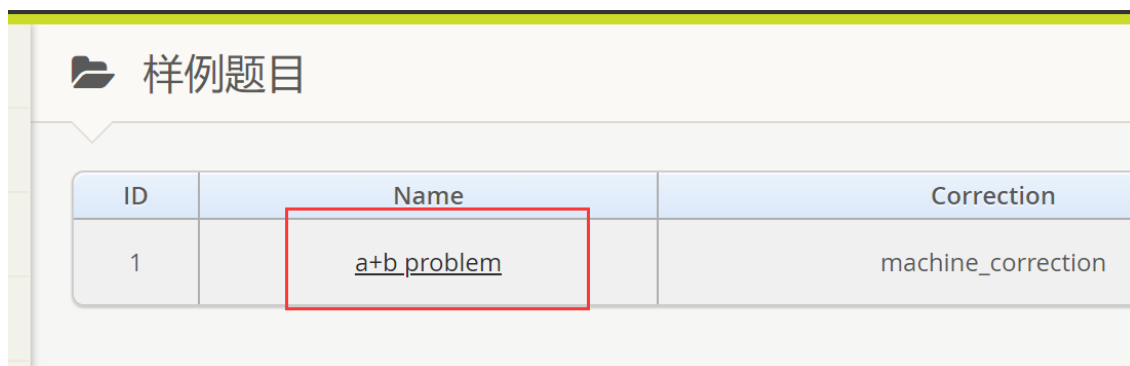 样例题目
ID Name Correction
1 a+b problem machine_correction